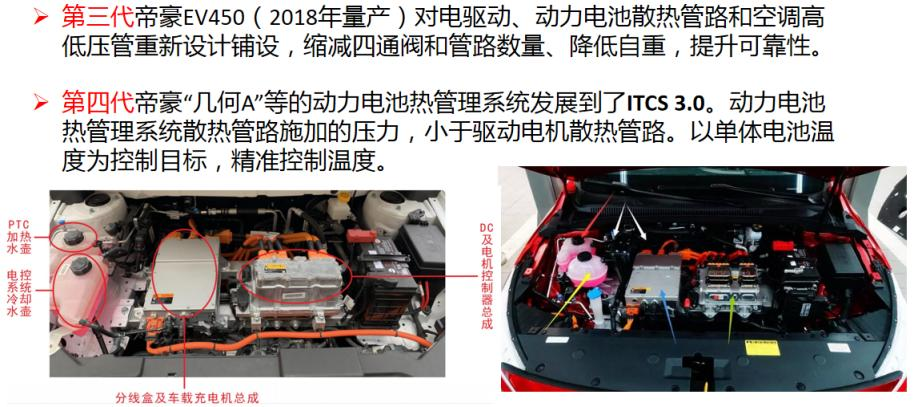 第三代帝豪EV450（2018年量产）对电驱动、动力电池散热管路和空调高
低压管重新设计铺设，缩减四通阀和管路数量、降低自重，提升可靠性。
第四代帝豪“几何A”等的动力电池热管理系统发展到了ITCS 3.0。动力电池
热管理系统散热管路施加的压力，小于驱动电机散热管路。以单体电池温
度为控制目标，精准控制温度。
PTC
加热
水壶
电控
系统
冷却
水壶
DC
及
电
机
控
制
器
总
成
分线盒及车载充电机总成